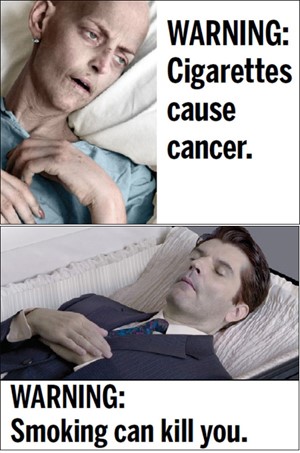 WARNING:
Cigarettes
cause
cancer.
WARNING:
Smoking can kill you.